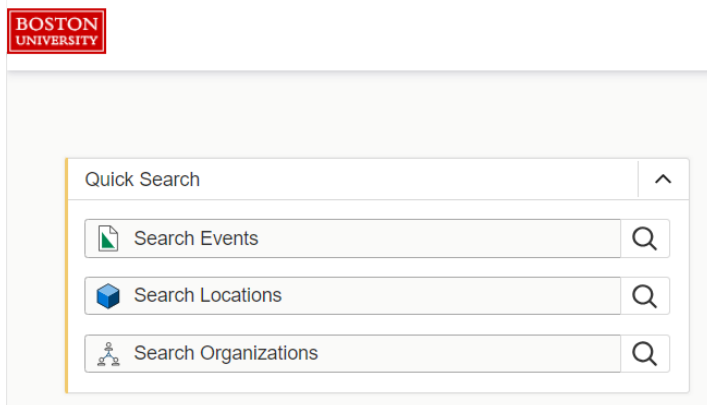 BOSTON
UNIVERSITY
Quick Search
Search Events
Search Locations
Search Organizations